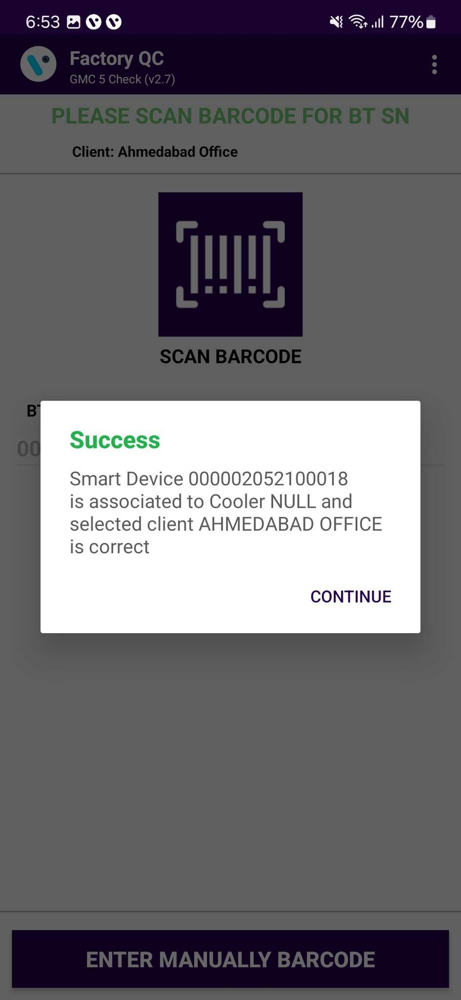 6:53
77%
Factory QC
GMC 5 Check (v2.7)
PLEASE SCAN BARCODE FOR BT SN
Client: Ahmedabad Office
SCAN BARCODE
Success
Smart Device 000002052100018
is associated to Cooler NULL and
selected client AHMEDABAD OFFICE
is correct
CONTINUE
ENTER MANUALLY BARCODE